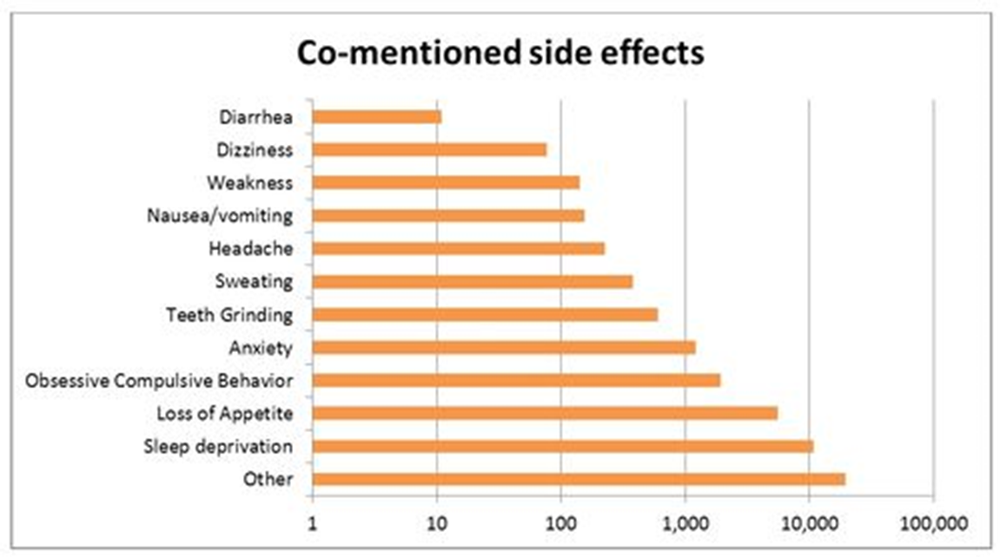 Co-mentioned side effects
Diarrhea
Dizziness
Weakness
Nausea/vomiting
Headache
Sweating
Teeth Grinding
Anxiety
Obsessive Compulsive Behavior
Loss of Appetite
Sleep deprivation
Other
1 10 100 1,000 10,000 100,000